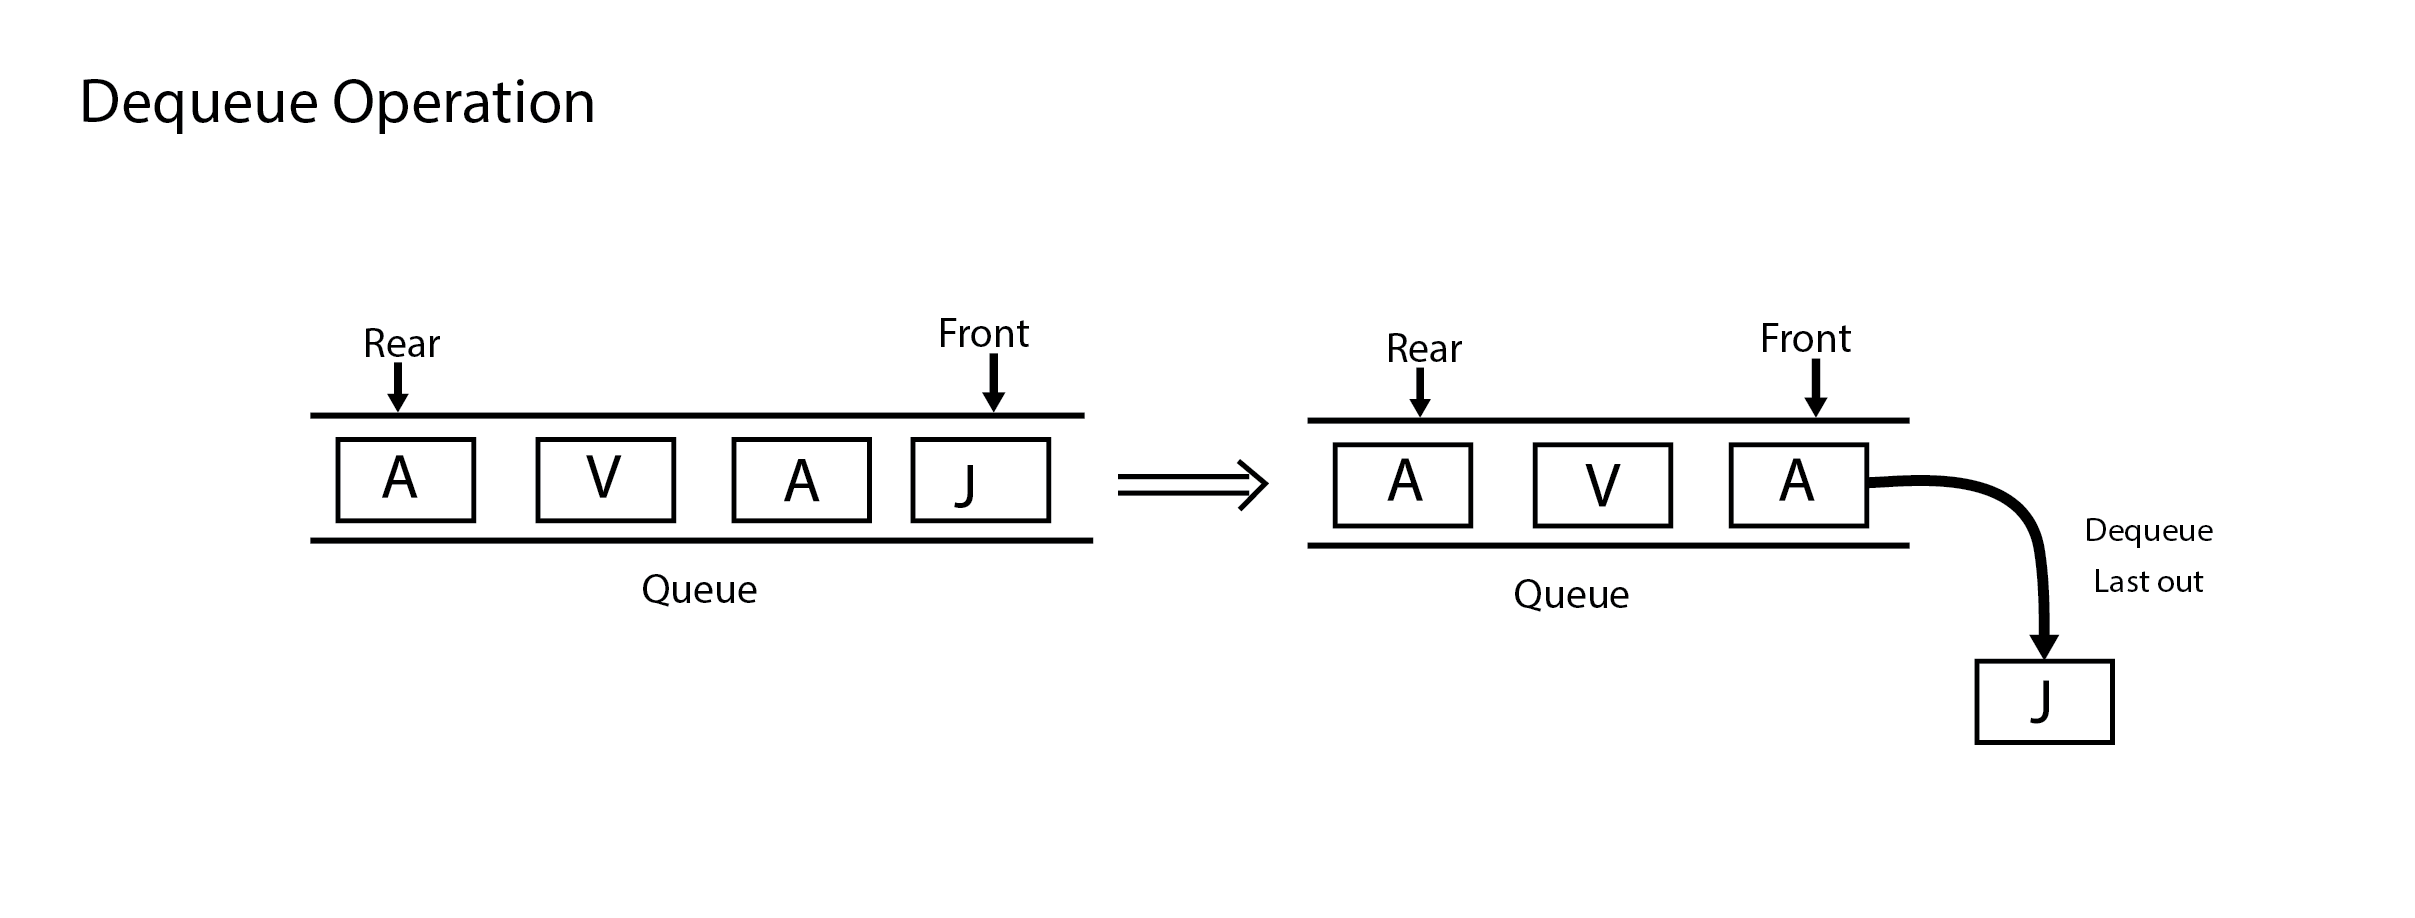 Dequeue Operation
Rear
Front
A V A J
Queue
Rear
Front
A V A
Queue
Dequeue
Last out
J